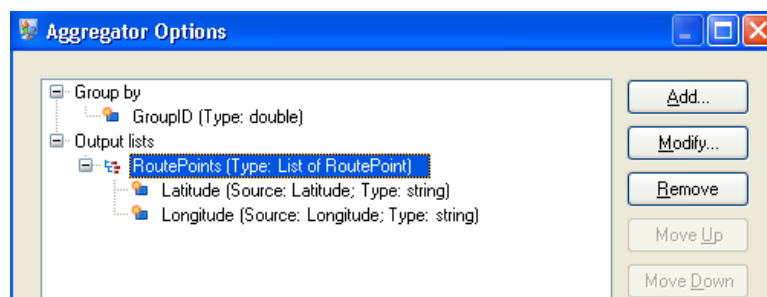 Aggregator Options
Group by
GroupID (Type: double)
Output lists
RoutePoints (Type: List of RoutePoint)
Latitude (Source: Latitude; Type: string)
Longitude (Source: Longitude; Type: string)
Add...
Modify...
Remove
Move Up
Move Down